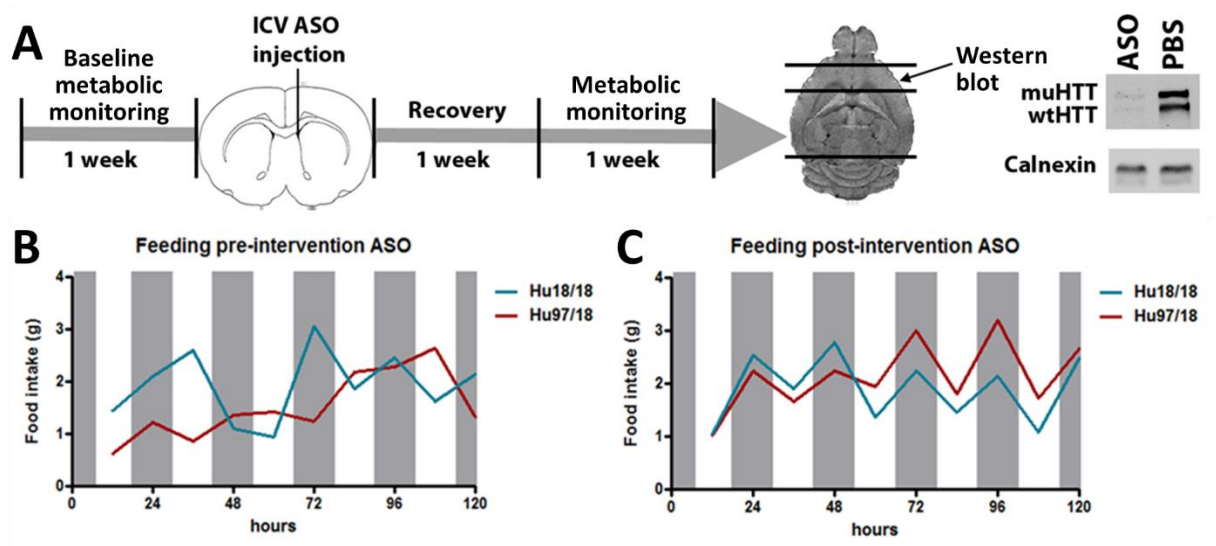 A
Baseline
metabolic
monitoring
1 week
ICV ASO
injection
Recovery
1 week
Metabolic
monitoring
1 week
Western
blot
ASO
PBS
muHTT
wtHTT
Calnexin
B
Feeding pre-intervention ASO
Food intake (g)
4
3
2
1
0
0 24 48 72 96 120
hours
Hu18/18
Hu97/18
C
Feeding post-intervention ASO
Food intake (g)
4
3
2
1
0
0 24 48 72 96 120
hours
Hu18/18
Hu97/18